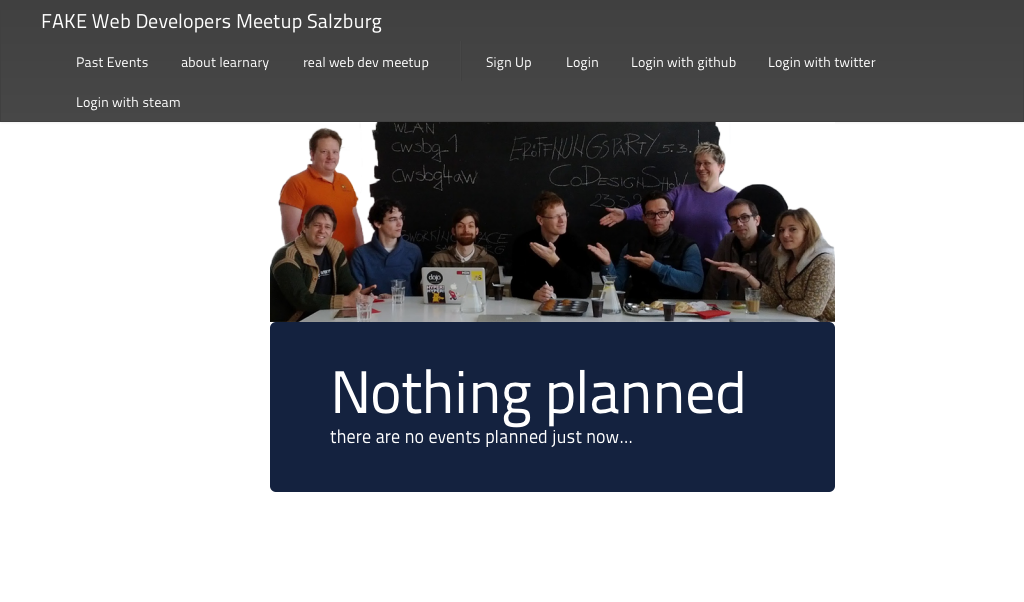 FAKE Web Developers Meetup Salzburg
Past Events about learnary real web dev meetup Sign Up Login Login with github Login with twitter
Login with steam
WLAN
cwsbg_1
cwsbg4aw
ERÖFFNUNGSPARTY 5.3.
CoDesignShow
dojo
Nothing planned
there are no events planned just now...